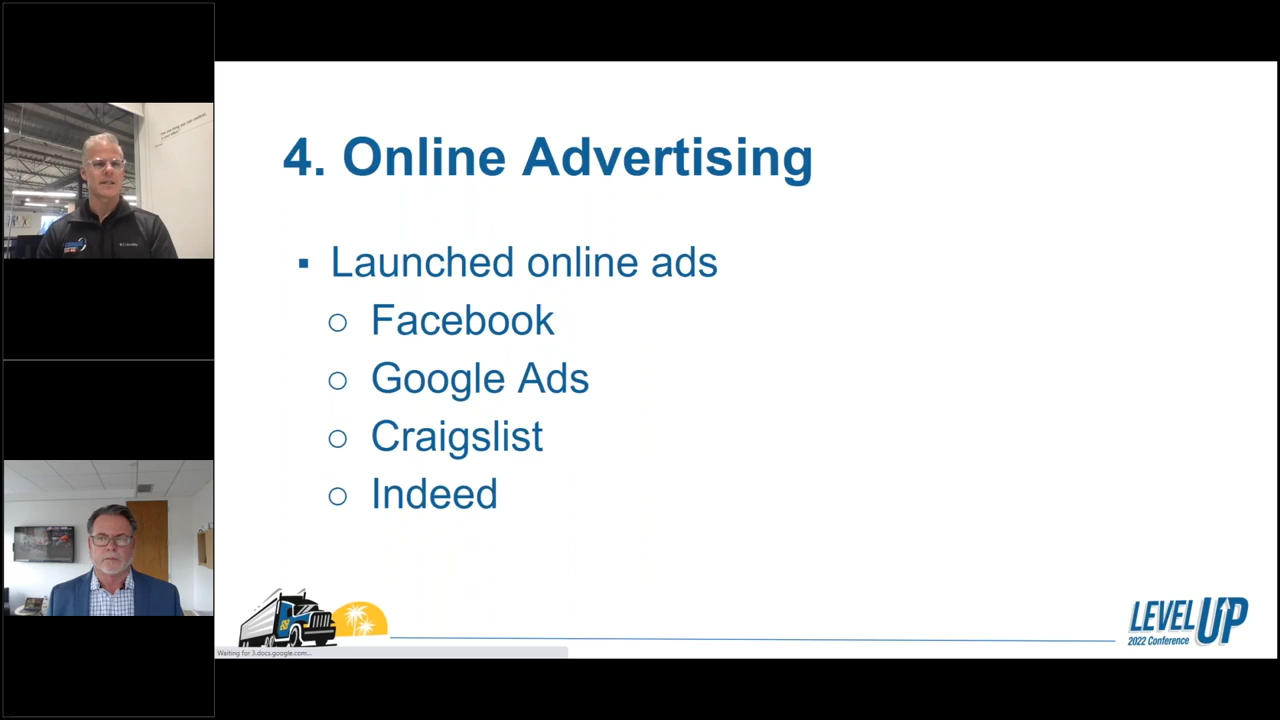 4. Online Advertising
▪ Launched online ads
○ Facebook
○ Google Ads
○ Craigslist
○ Indeed
LEVEL UP
2022 Conference
Waiting for 3.docs.google.com...
Columbia